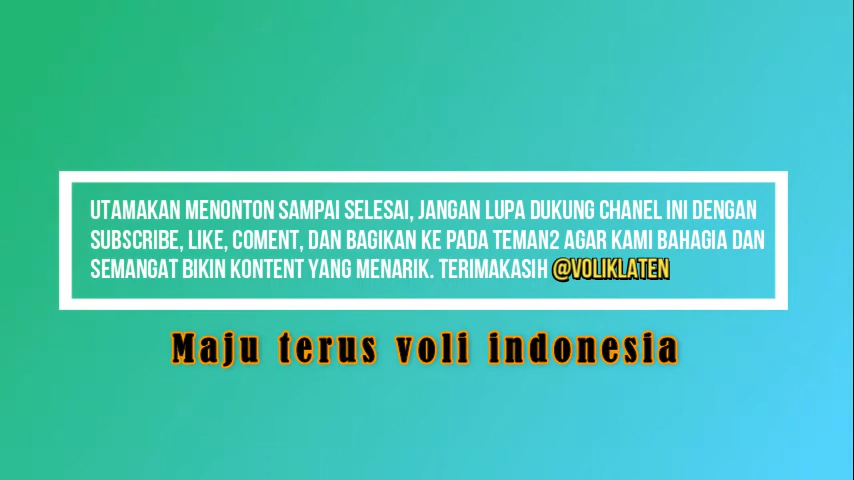 UTAMAKAN MENONTON SAMPAI SELESAI, JANGAN LUPA DUKUNG CHANEL INI DENGAN
SUBSCRIBE, LIKE, COMENT, DAN BAGIKAN KE PADA TEMAN2 AGAR KAMI BAHAGIA DAN
SEMANGAT BIKIN KONTENT YANG MENARIK. TERIMAKASIH @VOLIKLATEN
Maju terus voli indonesia